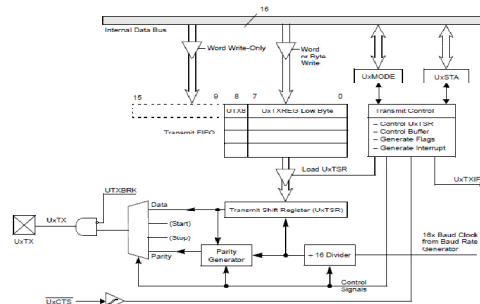 16
Internal Data Bus
Word Write-Only
Word
or Byte
Write
UxMODE
UxSTA
15 9 8 7 0
UTX8 UxTXREG Low Byte
Transmit FIFO
Transmit Control
– Control UxTSR
– Control Buffer
– Generate Flags
– Generate Interrupt
Load UxTSR
UxTXIF
UTXBRK
Data
Transmit Shift Register (UxTSR)
UxTX
(Start)
UxTX
(Stop)
Parity
Parity
Generator
÷ 16 Divider
16x Baud Clock
from Baud Rate
Generator
Control
Signals
UxCTS